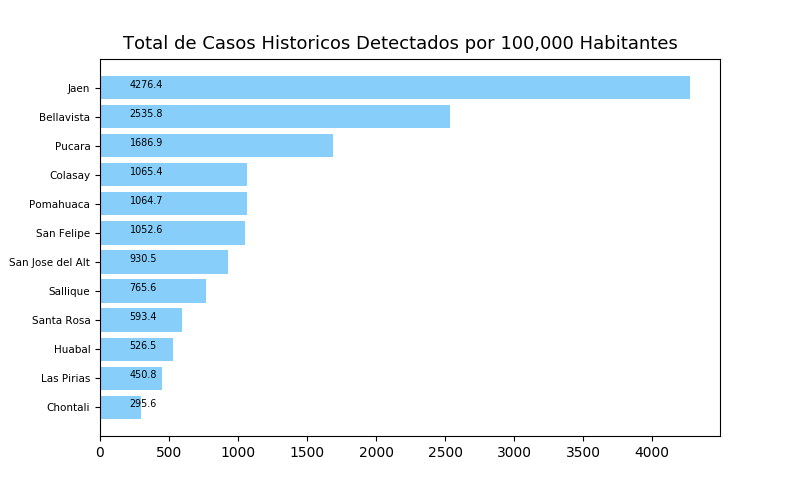 Total de Casos Historicos Detectados por 100,000 Habitantes
Jaen 4276.4
Bellavista 2535.8
Pucara 1686.9
Colasay 1065.4
Pomahuaca 1064.7
San Felipe 1052.6
San Jose del Alt 930.5
Sallique 765.6
Santa Rosa 593.4
Huabal 526.5
Las Pirias 450.8
Chontali 295.6
0 500 1000 1500 2000 2500 3000 3500 4000